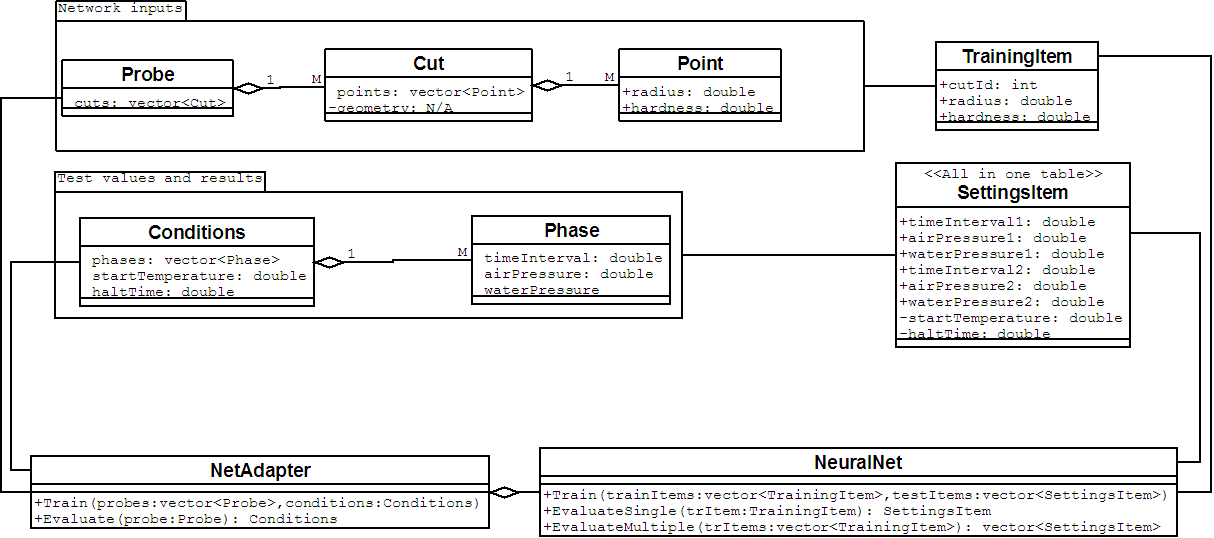 Network inputs
Probe
cuts: vector<Cut>
1
M
Cut
points: vector<Point>
-geometry: N/A
1
M
Point
+radius: double
+hardness: double
TrainingItem
+cutId: int
+radius: double
+hardness: double
Test values and results
Conditions
phases: vector<Phase>
startTemperature: double
haltTime: double
1
M
Phase
timeInterval: double
airPressure: double
waterPressure
<<All in one table>>
SettingsItem
+timeInterval1: double
+airPressure1: double
+waterPressure1: double
+timeInterval2: double
+airPressure2: double
+waterPressure2: double
-startTemperature: double
-haltTime: double
NetAdapter
+Train(probes:vector<Probe>,conditions:Conditions)
+Evaluate(probe:Probe): Conditions
NeuralNet
+Train(trainItems:vector<TrainingItem>,testItems:vector<SettingsItem>)
+EvaluateSingle(trItem:TrainingItem): SettingsItem
+EvaluateMultiple(trItems:vector<TrainingItem>): vector<SettingsItem>